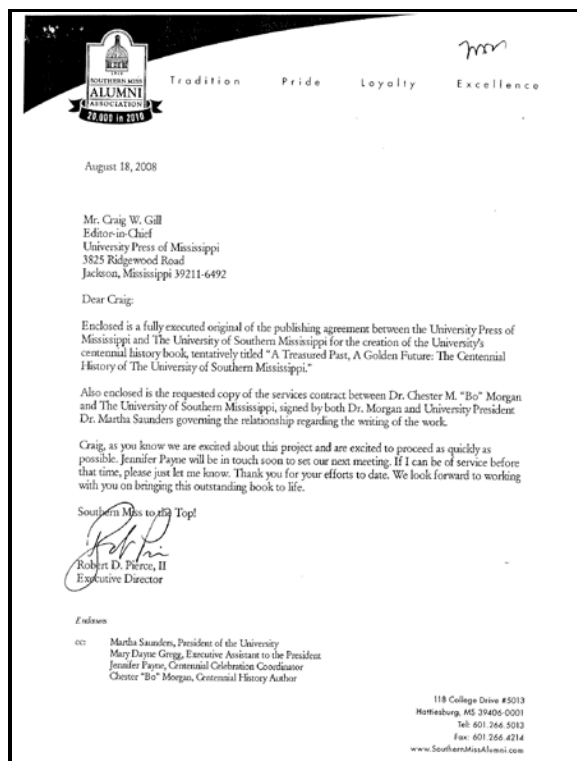 SOUTHERN MISS
ALUMNI
ASSOCIATION
20,000 in 2010
Tradition Pride Loyalty Excellence
August 18, 2008
Mr. Craig W. Gill
Editor-in-Chief
University Press of Mississippi
3825 Ridgewood Road
Jackson, Mississippi 39211-6492
Dear Craig:
Enclosed is a fully executed original of the publishing agreement between the University Press of
Mississippi and The University of Southern Mississippi for the creation of the University's
centennial history book, tentatively titled “A Treasured Past, A Golden Future: The Centennial
History of The University of Southern Mississippi.”
Also enclosed is the requested copy of the services contract between Dr. Chester M. “Bo” Morgan
and The University of Southern Mississippi, signed by both Dr. Morgan and University President
Dr. Martha Saunders governing the relationship regarding the writing of the work.
Craig, as you know we are excited about this project and are excited to proceed as quickly as
possible. Jennifer Payne will be in touch soon to set our next meeting. If I can be of service before
that time, please just let me know. Thank you for your efforts to date. We look forward to working
with you on bringing this outstanding book to life.
Southern Miss to the Top!
Robert D. Pierce, II
Executive Director
cc: Martha Saunders, President of the University
Mary Dayne Gregg, Executive Assistant to the President
Jennifer Payne, Centennial Celebration Coordinator
Chester “Bo” Morgan, Centennial History Author
118 College Drive #5013
Hattiesburg, MS 39406-0001
Tel: 601.266.5013
Fax: 601.266.4214
www.SouthernMissAlumni.com